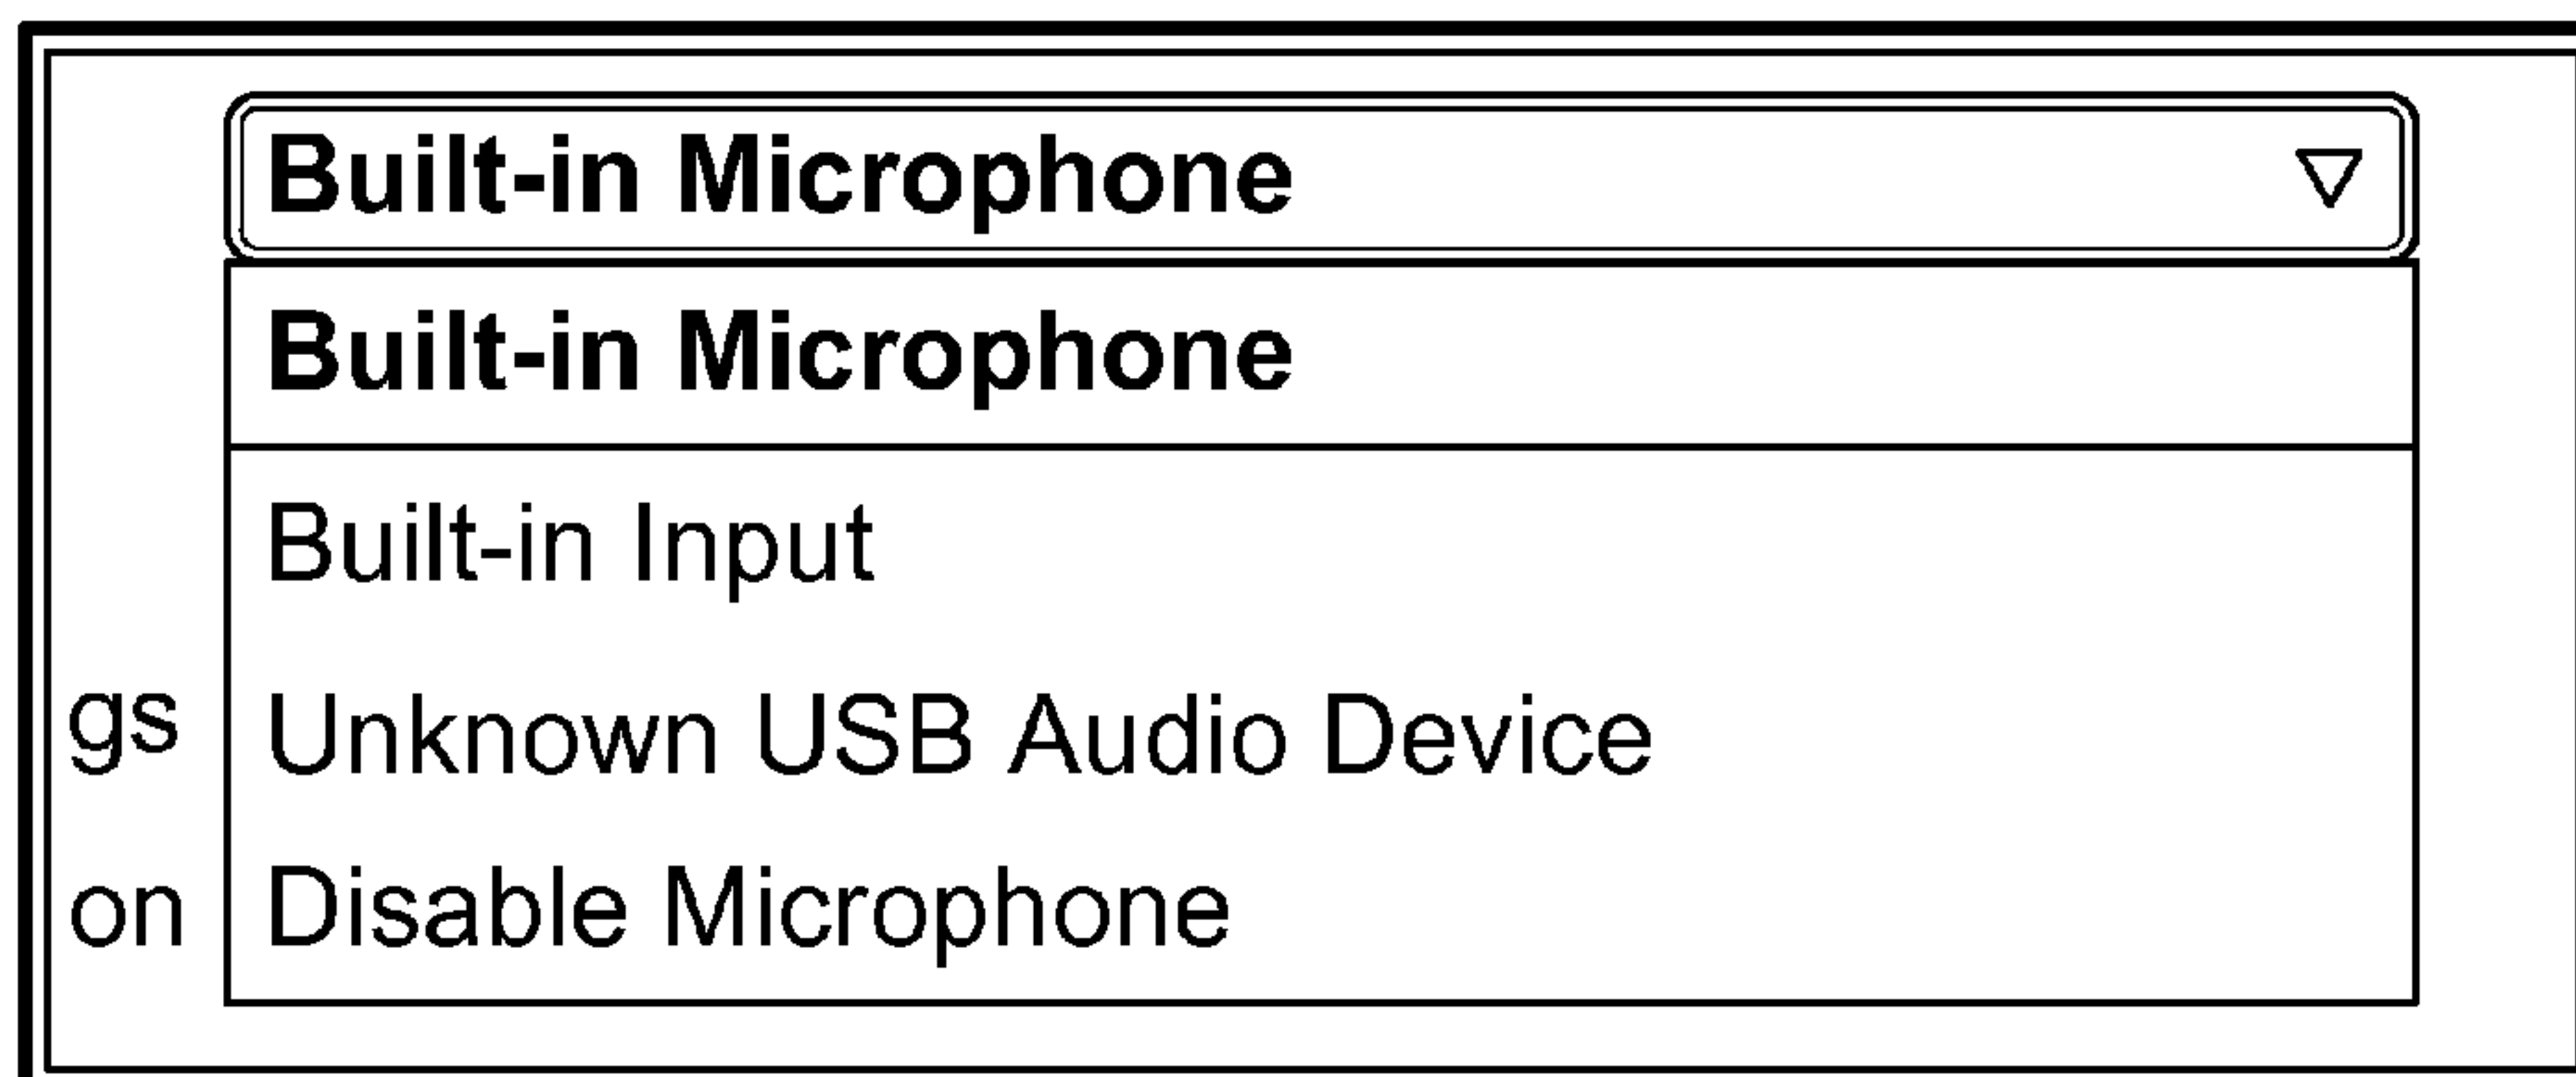 Built-in Microphone
Built-in Microphone
Built-in Input
gs Unknown USB Audio Device
on Disable Microphone